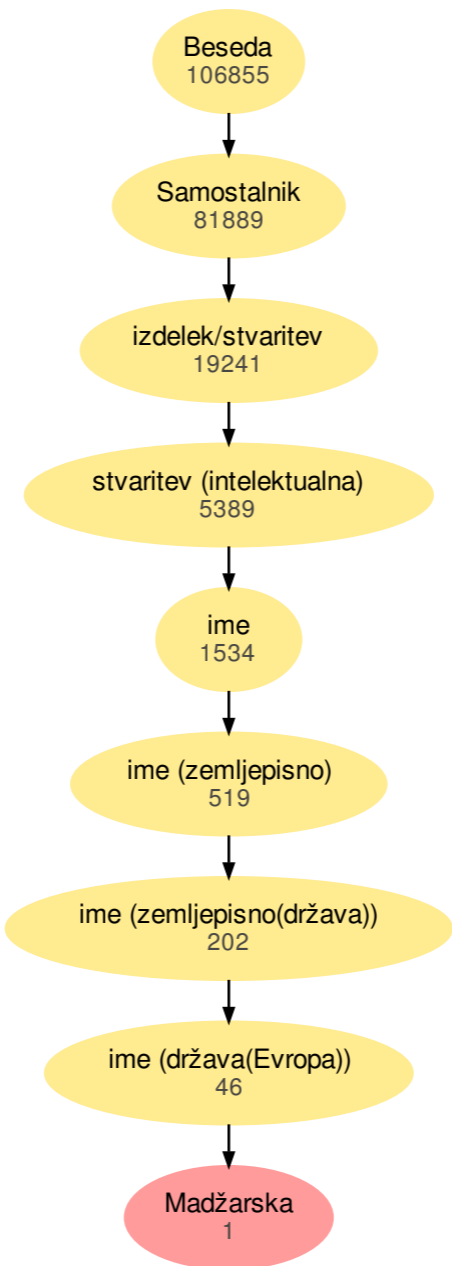 Beseda
106855
Samostalnik
81889
izdelek/stvaritev
19241
stvaritev (intelektualna)
5389
ime
1534
ime (zemljepisno)
519
ime (zemljepisno(država))
202
ime (država(Evropa))
46
Madžarska
1